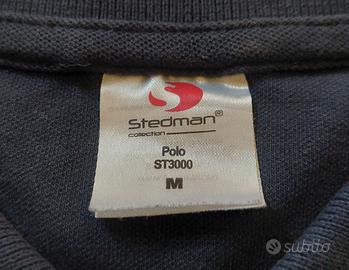 Stedman®
collection
Polo
ST3000
M
subito